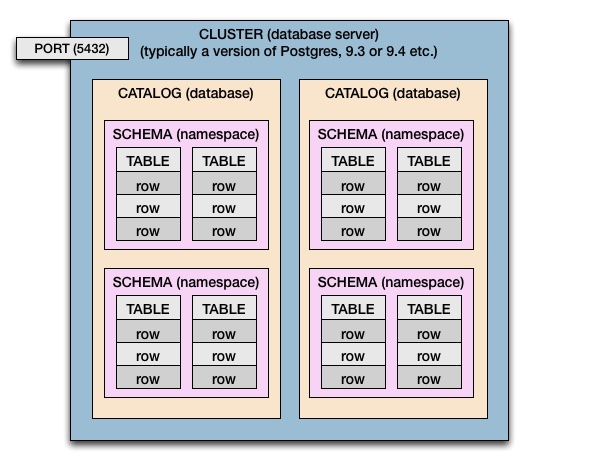 CLUSTER (database server)
PORT (5432)
(typically a version of Postgres, 9.3 or 9.4 etc.)
CATALOG (database)
SCHEMA (namespace)
TABLE TABLE
row row
row row
row row
SCHEMA (namespace)
TABLE TABLE
row row
row row
row row
CATALOG (database)
SCHEMA (namespace)
TABLE TABLE
row row
row row
row row
SCHEMA (namespace)
TABLE TABLE
row row
row row
row row